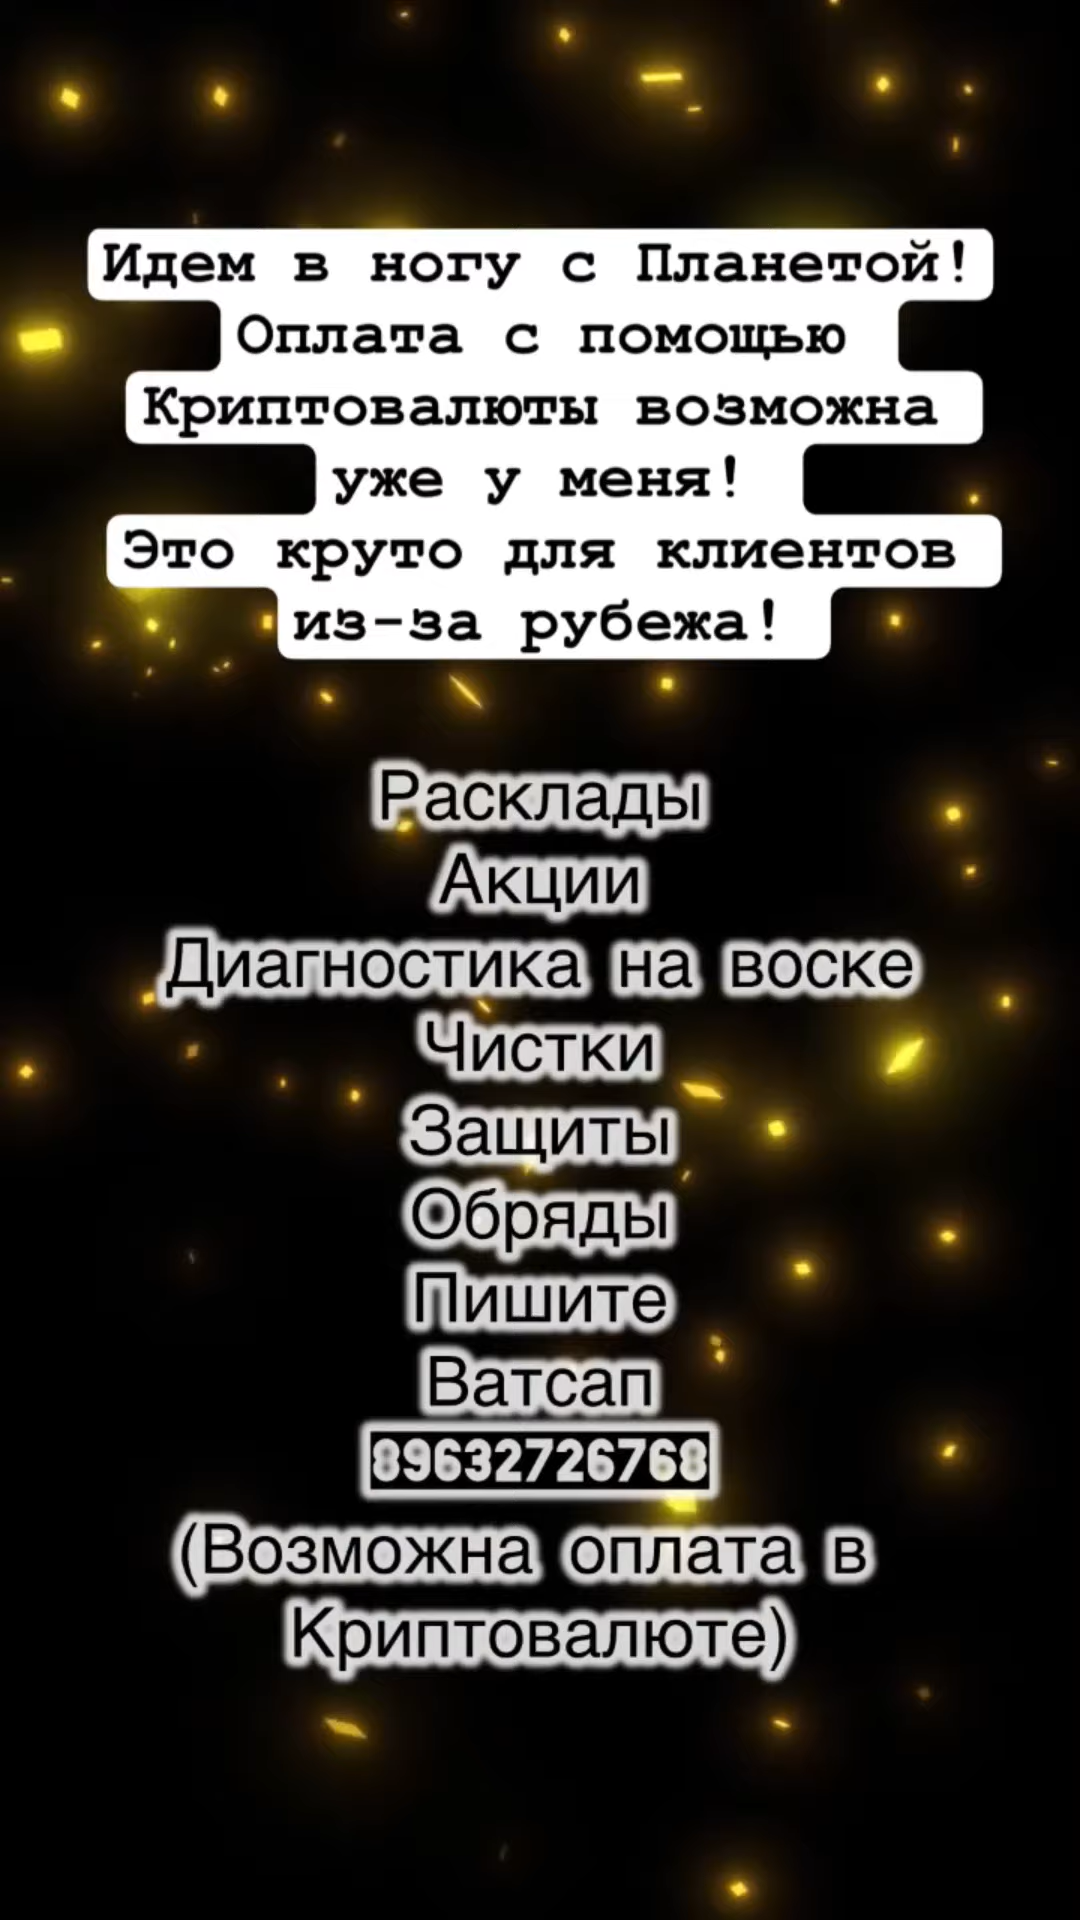 Идем в ногу с Планетой!
Оплата с помощью
Криптовалюты возможна
уже у меня!
Это круто для клиентов
из-за рубежа!
Расклады
Акции
Диагностика на воске
Чистки
Защиты
Обряды
Пишите
Ватсап
89632726768
(Возможна оплата в
Криптовалюте)